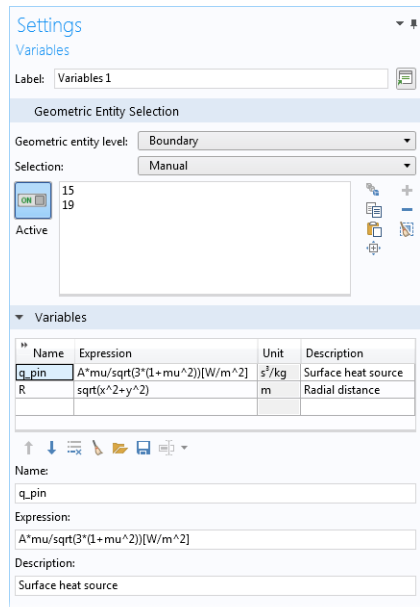 Settings
Variables
Label: Variables 1
Geometric Entity Selection
Geometric entity level: Boundary
Selection: Manual
ON
Active
15
19
Variables
Name Expression Unit Description
q_pin A*mu/sqrt(3*(1+mu^2))[W/m^2] s³/kg Surface heat source
R sqrt(x^2+y^2) m Radial distance
Name:
q_pin
Expression:
A*mu/sqrt(3*(1+mu^2))[W/m^2]
Description:
Surface heat source